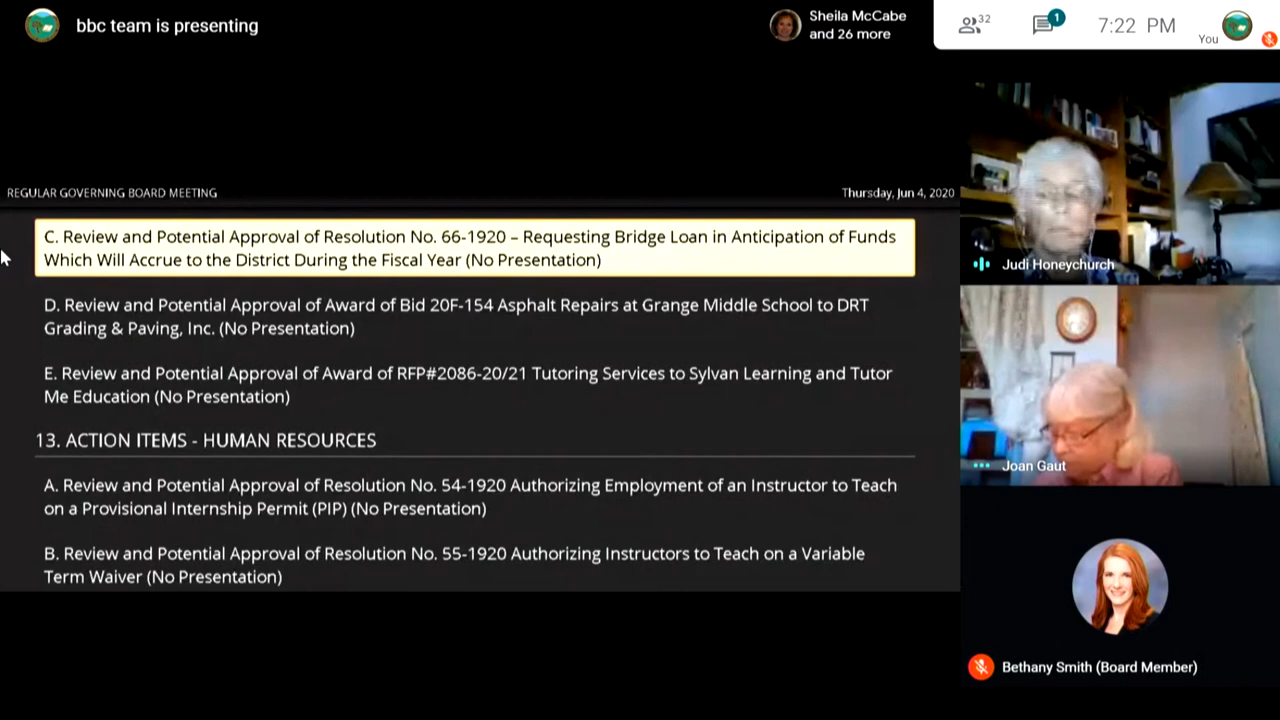 bbc team is presenting
Sheila McCabe
and 26 more
32
1
7:22 PM
You
REGULAR GOVERNING BOARD MEETING
Thursday, Jun 4, 2020
C. Review and Potential Approval of Resolution No. 66-1920 – Requesting Bridge Loan in Anticipation of Funds
Which Will Accrue to the District During the Fiscal Year (No Presentation)
D. Review and Potential Approval of Award of Bid 20F-154 Asphalt Repairs at Grange Middle School to DRT
Grading & Paving, Inc. (No Presentation)
E. Review and Potential Approval of Award of RFP#2086-20/21 Tutoring Services to Sylvan Learning and Tutor
Me Education (No Presentation)
13. ACTION ITEMS - HUMAN RESOURCES
A. Review and Potential Approval of Resolution No. 54-1920 Authorizing Employment of an Instructor to Teach
on a Provisional Internship Permit (PIP) (No Presentation)
B. Review and Potential Approval of Resolution No. 55-1920 Authorizing Instructors to Teach on a Variable
Term Waiver (No Presentation)
Judi Honeychurch
Joan Gaut
Bethany Smith (Board Member)